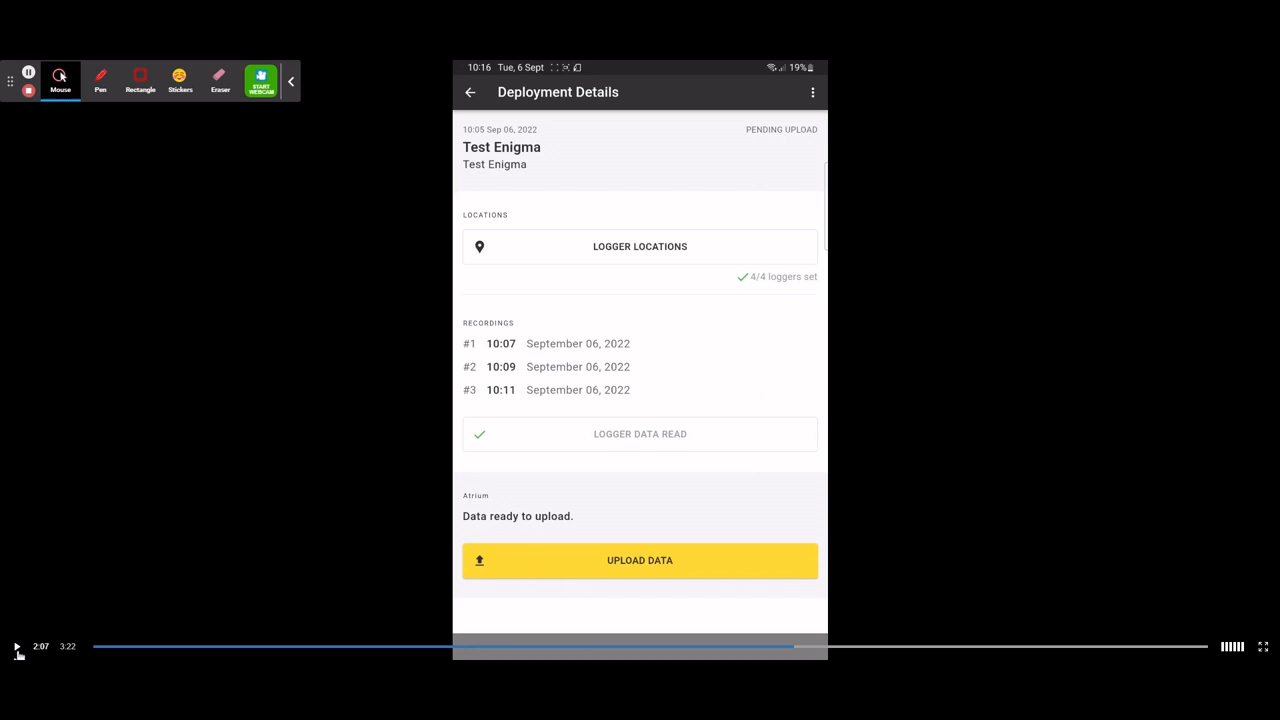 Mouse
Pen
Rectangle
Stickers
Eraser
START
WEBCAM
10:16 Tue, 6 Sept
19%
Deployment Details
10:05 Sep 06, 2022
PENDING UPLOAD
Test Enigma
Test Enigma
LOCATIONS
LOGGER LOCATIONS
4/4 loggers set
RECORDINGS
#1 10:07 September 06, 2022
#2 10:09 September 06, 2022
#3 10:11 September 06, 2022
LOGGER DATA READ
Atrium
Data ready to upload.
UPLOAD DATA
2:07 3:22